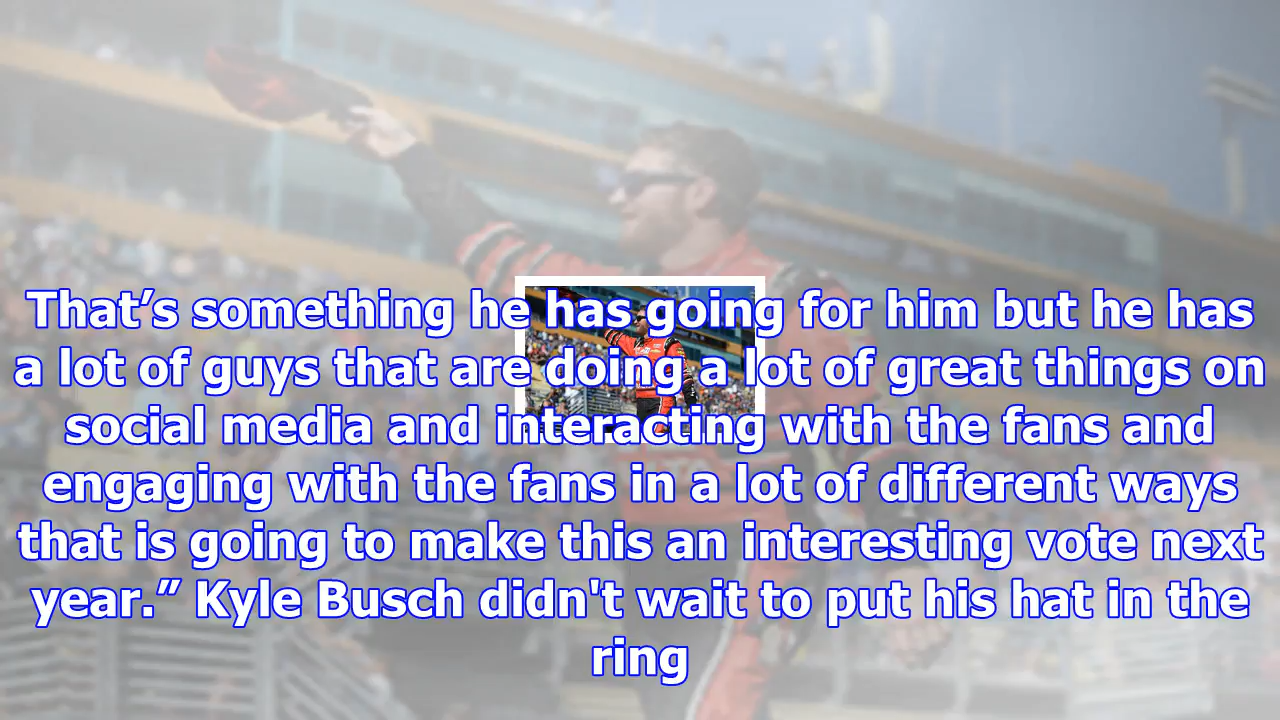 That’s something he has going for him but he has
a lot of guys that are doing a lot of great things on
social media and interacting with the fans and
engaging with the fans in a lot of different ways
that is going to make this an interesting vote next
year.” Kyle Busch didn't wait to put his hat in the
ring